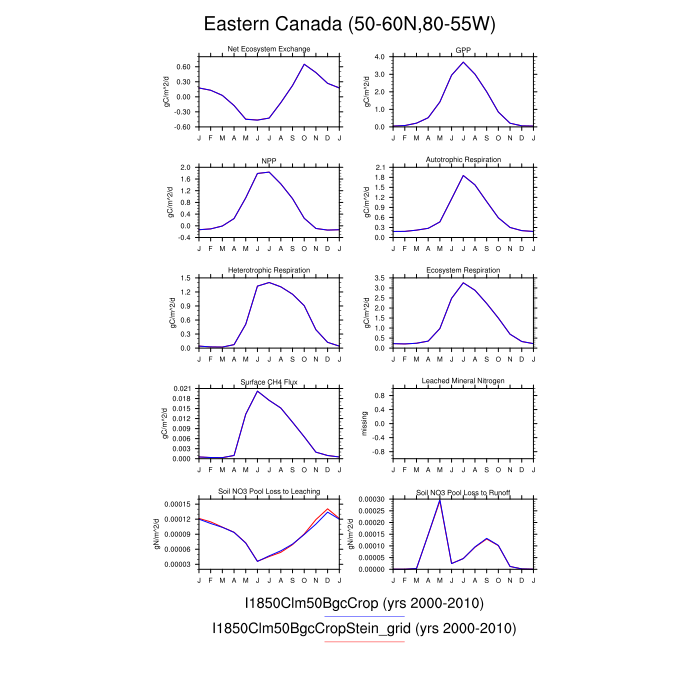 Eastern Canada (50-60N,80-55W)
Net Ecosystem Exchange
gC/m^2/d
0.60
0.30
0.00
-0.30
-0.60
J F M A M J J A S O N D J
GPP
gC/m^2/d
4.0
3.0
2.0
1.0
0.0
J F M A M J J A S O N D J
NPP
gC/m^2/d
2.0
1.6
1.2
0.8
0.4
0.0
-0.4
J F M A M J J A S O N D J
Autotrophic Respiration
gC/m^2/d
2.1
1.8
1.5
1.2
0.9
0.6
0.3
0.0
J F M A M J J A S O N D J
Heterotrophic Respiration
gC/m^2/d
1.5
1.2
0.9
0.6
0.3
0.0
J F M A M J J A S O N D J
Ecosystem Respiration
gC/m^2/d
3.5
3.0
2.5
2.0
1.5
1.0
0.5
0.0
J F M A M J J A S O N D J
Surface CH4 Flux
gC/m^2/d
0.021
0.018
0.015
0.012
0.009
0.006
0.003
0.000
J F M A M J J A S O N D J
Leached Mineral Nitrogen
missing
0.8
0.4
0.0
-0.4
-0.8
J F M A M J J A S O N D J
Soil NO3 Pool Loss to Leaching
gN/m^2/d
0.00015
0.00012
0.00009
0.00006
0.00003
J F M A M J J A S O N D J
Soil NO3 Pool Loss to Runoff
gN/m^2/d
0.00030
0.00025
0.00020
0.00015
0.00010
0.00005
0.00000
J F M A M J J A S O N D J
I1850Clm50BgcCrop (yrs 2000-2010)
I1850Clm50BgcCropStein_grid (yrs 2000-2010)